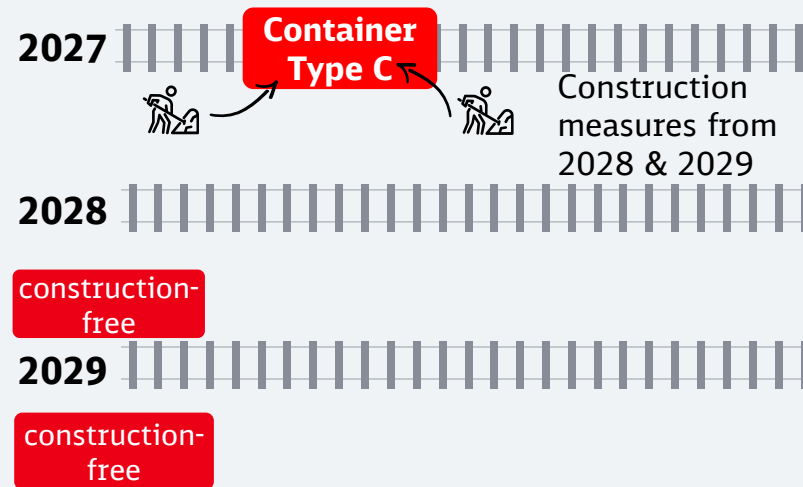 2027
Container
Type C
Construction
measures from
2028 & 2029
2028
construction-
free
2029
construction-
free